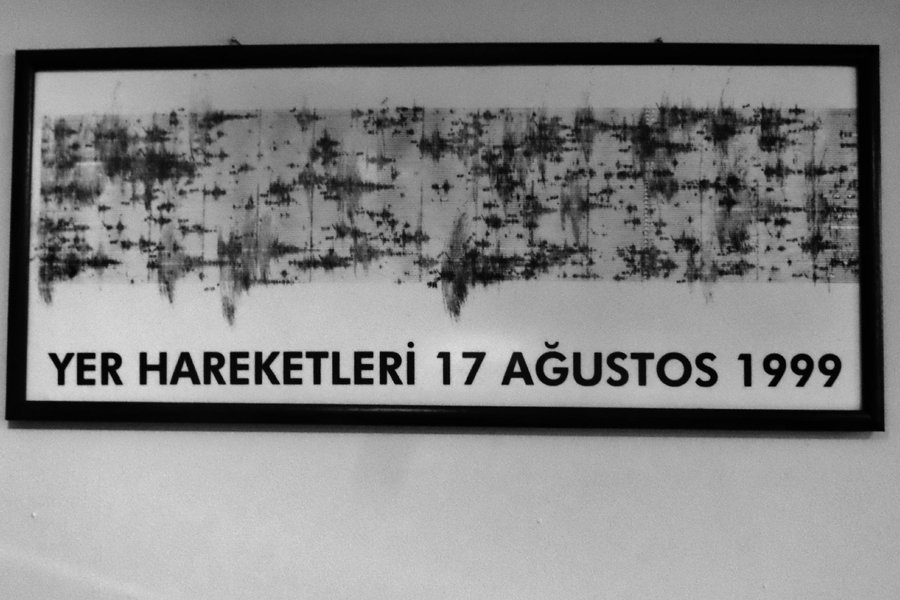 YER HAREKETLERİ 17 AĞUSTOS 1999